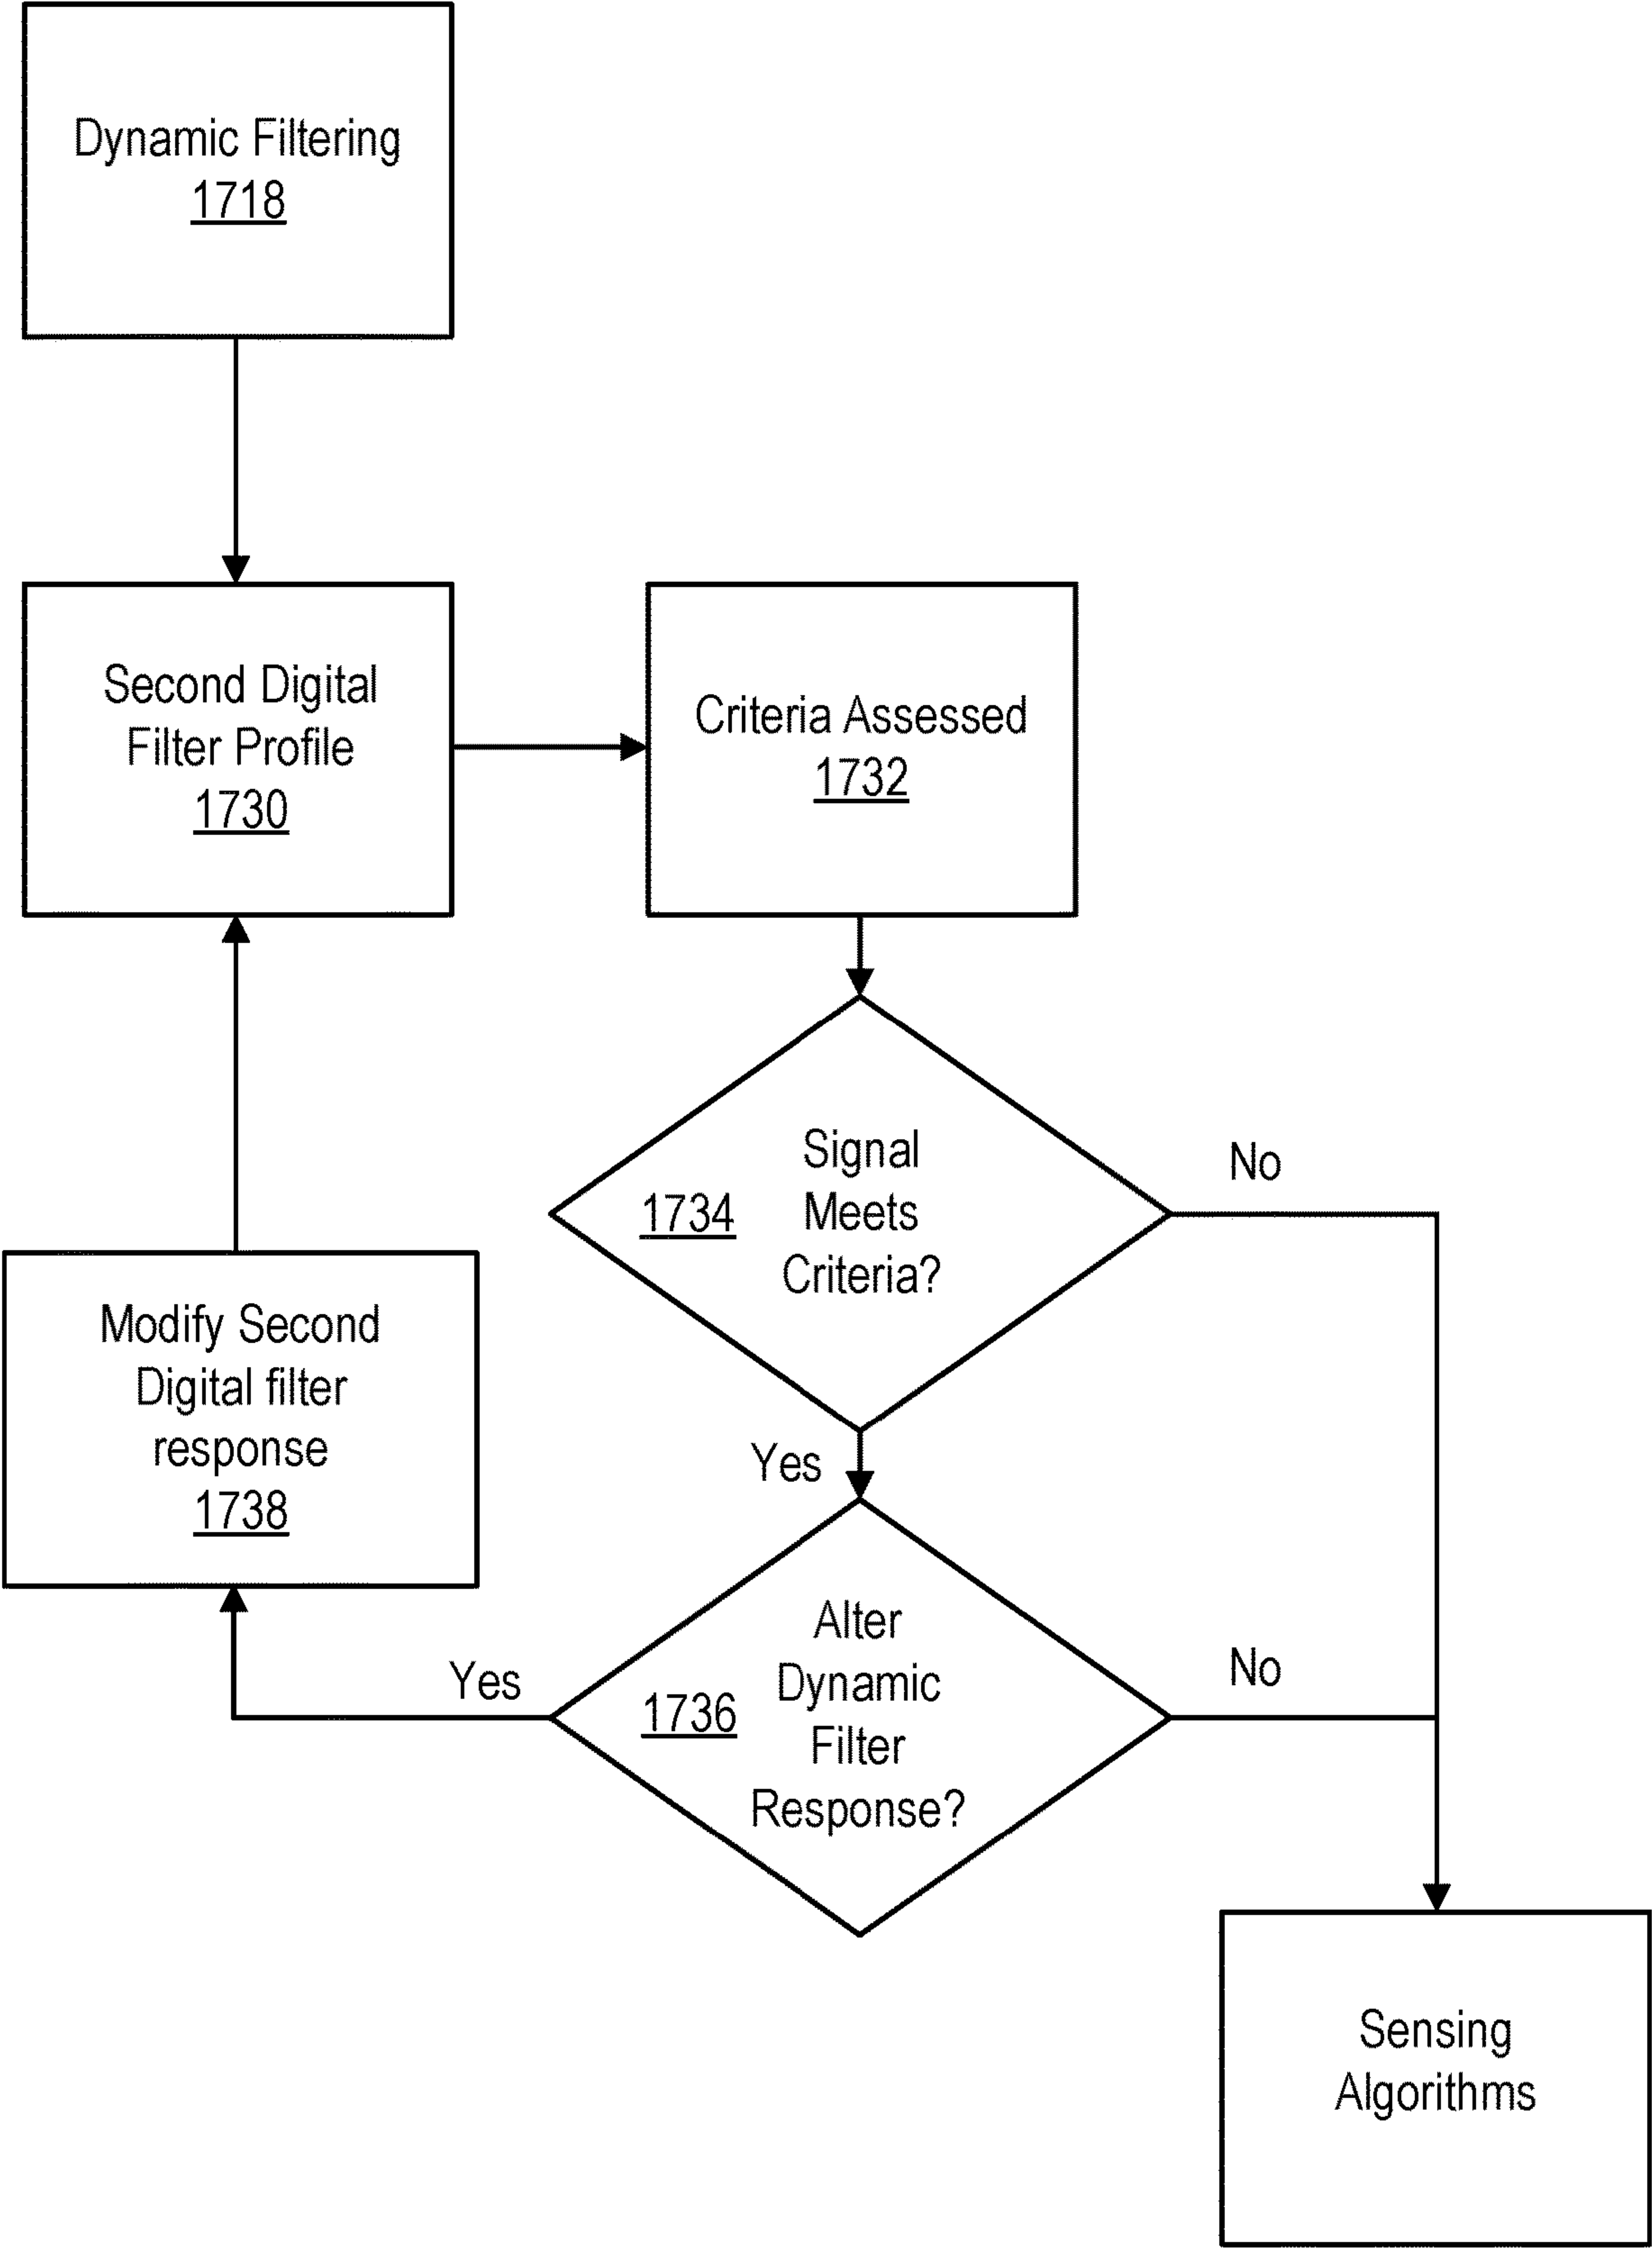 Dynamic Filtering
1718
Second Digital
Filter Profile
1730
Criteria Assessed
1732
Signal
Meets
Criteria?
1734
No
Yes
Modify Second
Digital filter
response
1738
Alter
Dynamic
Filter
Response?
1736
Yes
No
Sensing
Algorithms